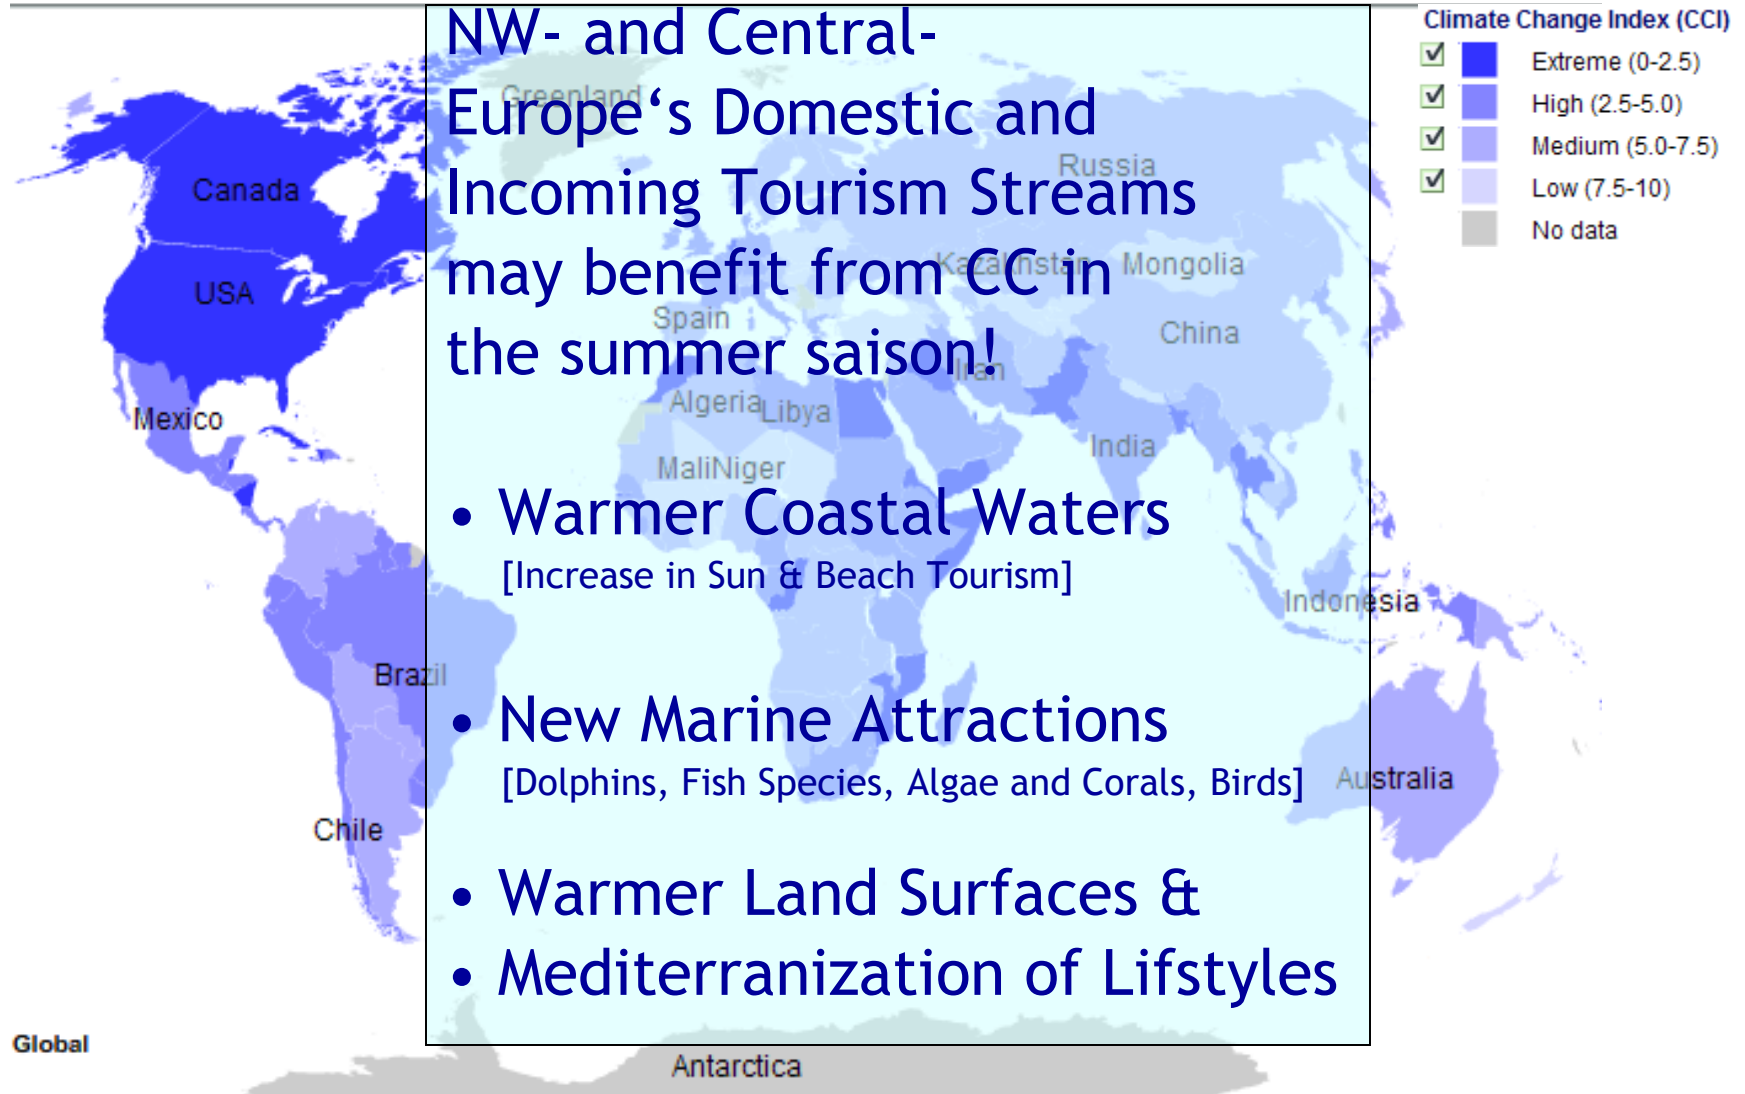 NW- and Central-
Europe‘s Domestic and
Incoming Tourism Streams
may benefit from CC in
the summer saison!
• Warmer Coastal Waters
[Increase in Sun & Beach Tourism]
• New Marine Attractions
[Dolphins, Fish Species, Algae and Corals, Birds]
• Warmer Land Surfaces &
• Mediterranization of Lifstyles
Climate Change Index (CCI)
Extreme (0-2.5)
High (2.5-5.0)
Medium (5.0-7.5)
Low (7.5-10)
No data
Greenland
Canada
Russia
USA
Kazakhstan
Mongolia
Spain
China
Iran
Mexico
Algeria
Libya
India
Mali
Niger
Indonesia
Brazil
Australia
Chile
Global
Antarctica